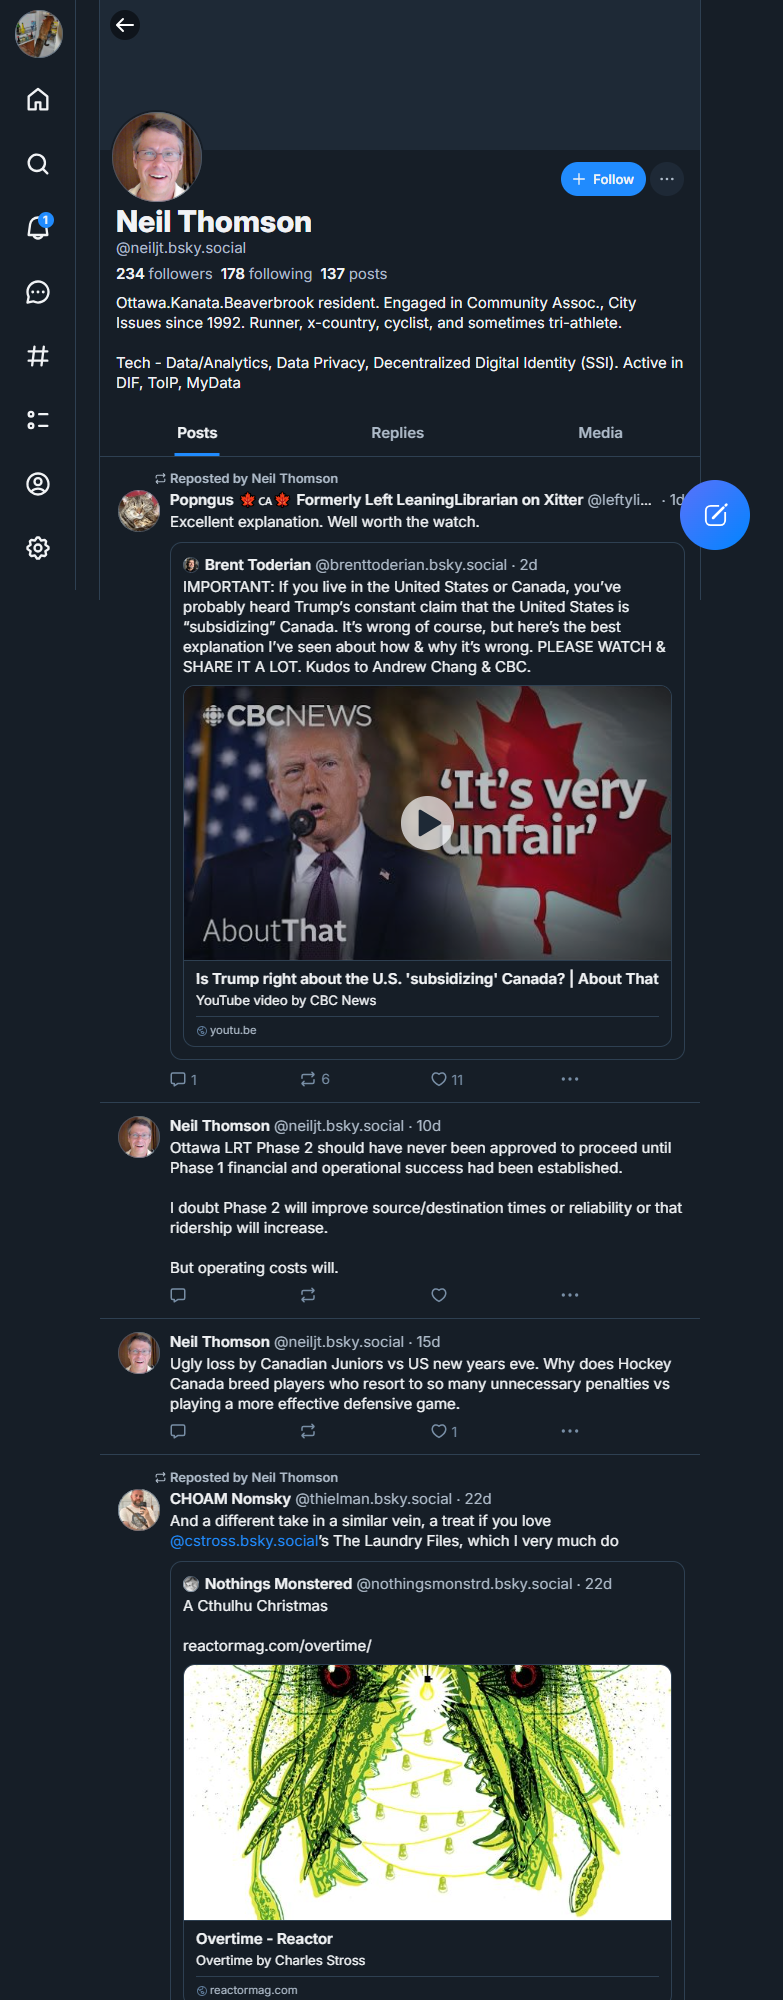 1
+ Follow
Neil Thomson
@neiljt.bsky.social
234 followers 178 following 137 posts
Ottawa.Kanata.Beaverbrook resident. Engaged in Community Assoc., City
Issues since 1992. Runner, x-country, cyclist, and sometimes tri-athlete.
Tech - Data/Analytics, Data Privacy, Decentralized Digital Identity (SSI). Active in
DIF, ToIP, MyData
Posts Replies Media
Reposted by Neil Thomson
Popngus 🍁🇨🇦🍁 Formerly Left LeaningLibrarian on Xitter @leftyli... · 1d
Excellent explanation. Well worth the watch.
Brent Toderian @brenttoderian.bsky.social · 2d
IMPORTANT: If you live in the United States or Canada, you’ve
probably heard Trump’s constant claim that the United States is
“subsidizing” Canada. It’s wrong of course, but here’s the best
explanation I’ve seen about how & why it’s wrong. PLEASE WATCH &
SHARE IT A LOT. Kudos to Andrew Chang & CBC.
CBCNEWS
‘It’s very
unfair’
AboutThat
Is Trump right about the U.S. 'subsidizing' Canada? | About That
YouTube video by CBC News
youtu.be
1 6 11
Neil Thomson @neiljt.bsky.social · 10d
Ottawa LRT Phase 2 should have never been approved to proceed until
Phase 1 financial and operational success had been established.
I doubt Phase 2 will improve source/destination times or reliability or that
ridership will increase.
But operating costs will.
Neil Thomson @neiljt.bsky.social · 15d
Ugly loss by Canadian Juniors vs US new years eve. Why does Hockey
Canada breed players who resort to so many unnecessary penalties vs
playing a more effective defensive game.
1
Reposted by Neil Thomson
CHOAM Nomsky @thielman.bsky.social · 22d
And a different take in a similar vein, a treat if you love
@cstross.bsky.social’s The Laundry Files, which I very much do
Nothings Monstered @nothingsmonstrd.bsky.social · 22d
A Cthulhu Christmas
reactormag.com/overtime/
Overtime - Reactor
Overtime by Charles Stross
reactormag.com